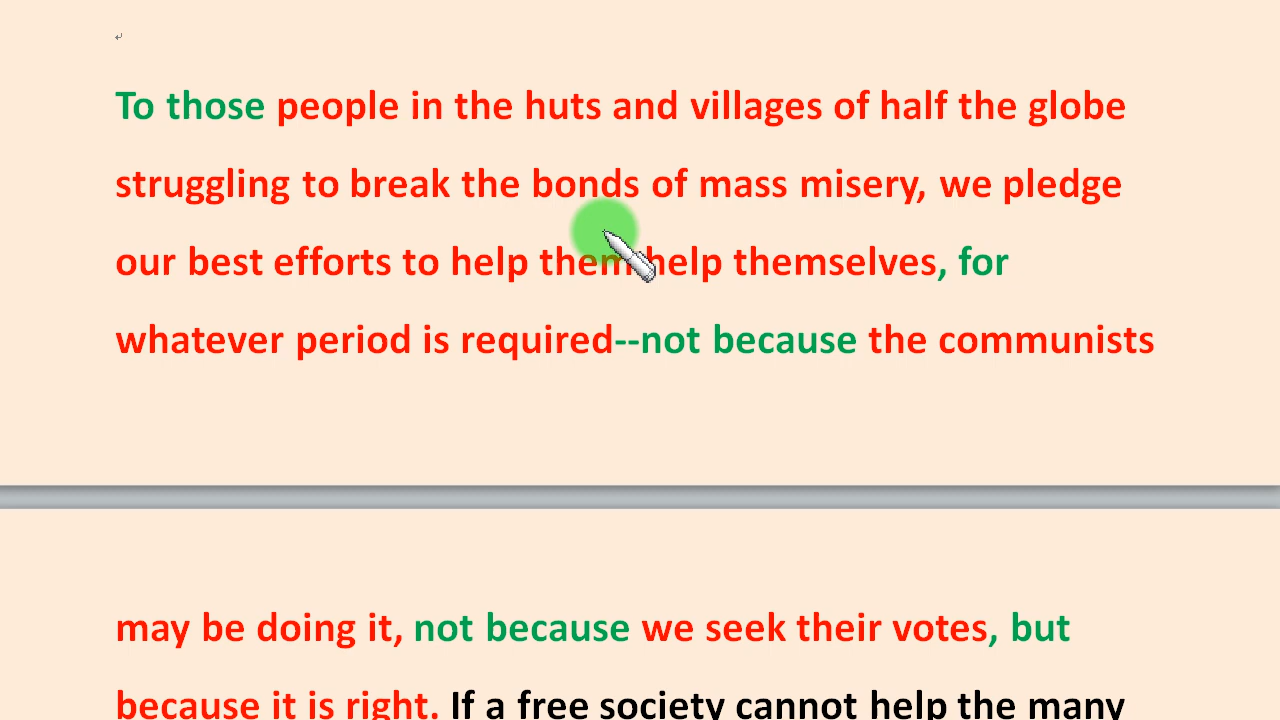 To those people in the huts and villages of half the globe
struggling to break the bonds of mass misery, we pledge
our best efforts to help them help themselves, for
whatever period is required--not because the communists
may be doing it, not because we seek their votes, but
because it is right. If a free society cannot help the many